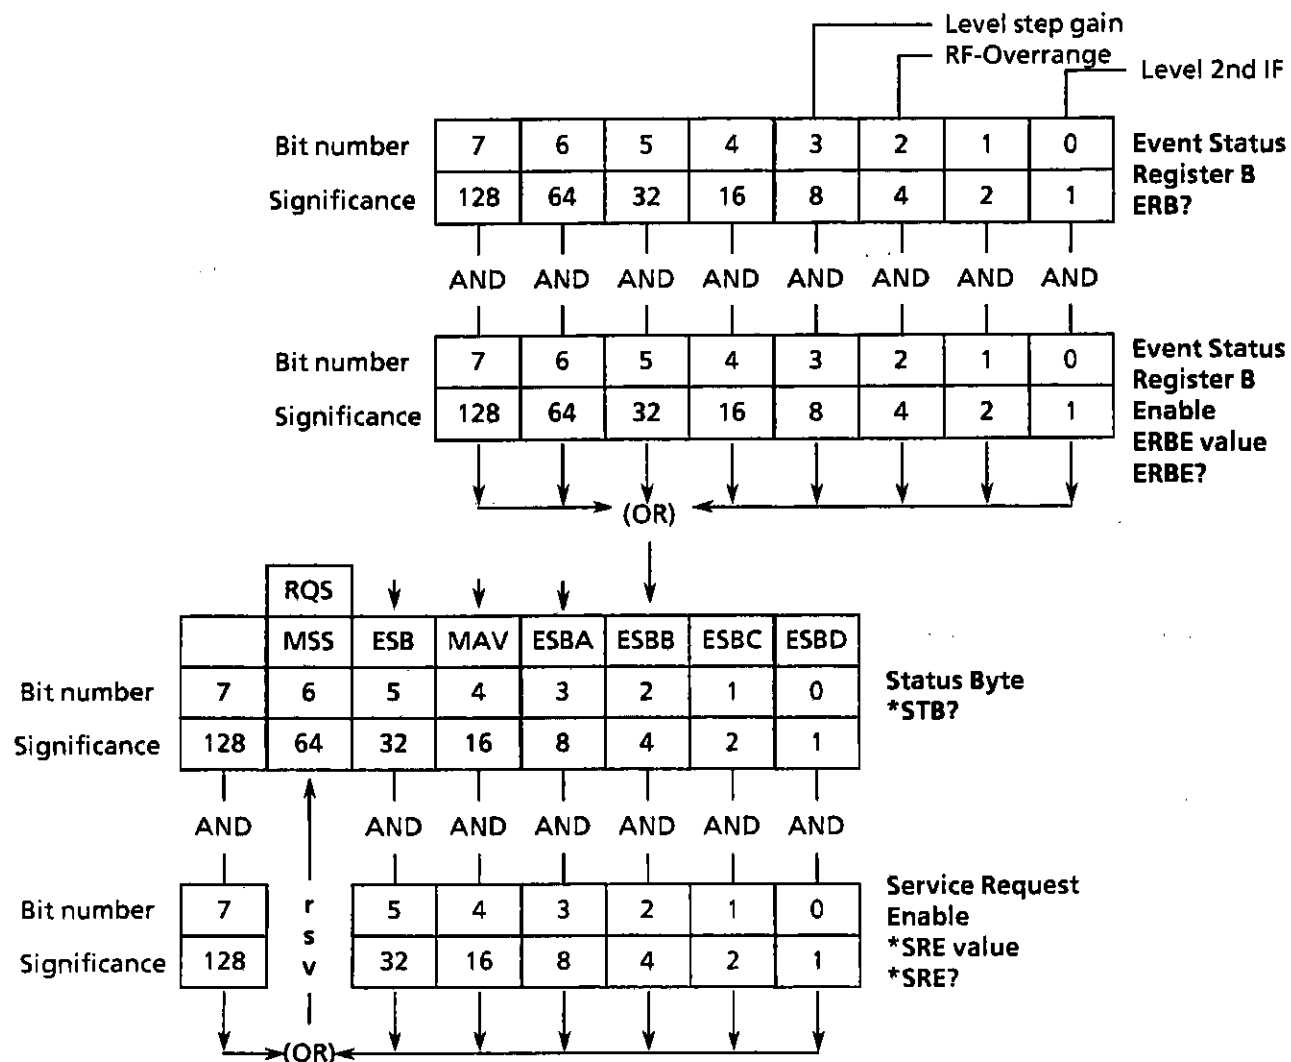 Level step gain
RF-Overrange
Level 2nd IF
Bit number 7 6 5 4 3 2 1 0
Significance 128 64 32 16 8 4 2 1
Event Status
Register B
ERB?
AND AND AND AND AND AND AND AND
Bit number 7 6 5 4 3 2 1 0
Significance 128 64 32 16 8 4 2 1
Event Status
Register B
Enable
ERBE value
ERBE?
(OR)
RQS
MSS ESB MAV ESBA ESBB ESBC ESBD
Bit number 7 6 5 4 3 2 1 0
Significance 128 64 32 16 8 4 2 1
Status Byte
*STB?
AND AND AND AND AND AND AND
Bit number 7 5 4 3 2 1 0
Significance 128 32 16 8 4 2 1
r
s
v
Service Request
Enable
*SRE value
*SRE?
(OR)